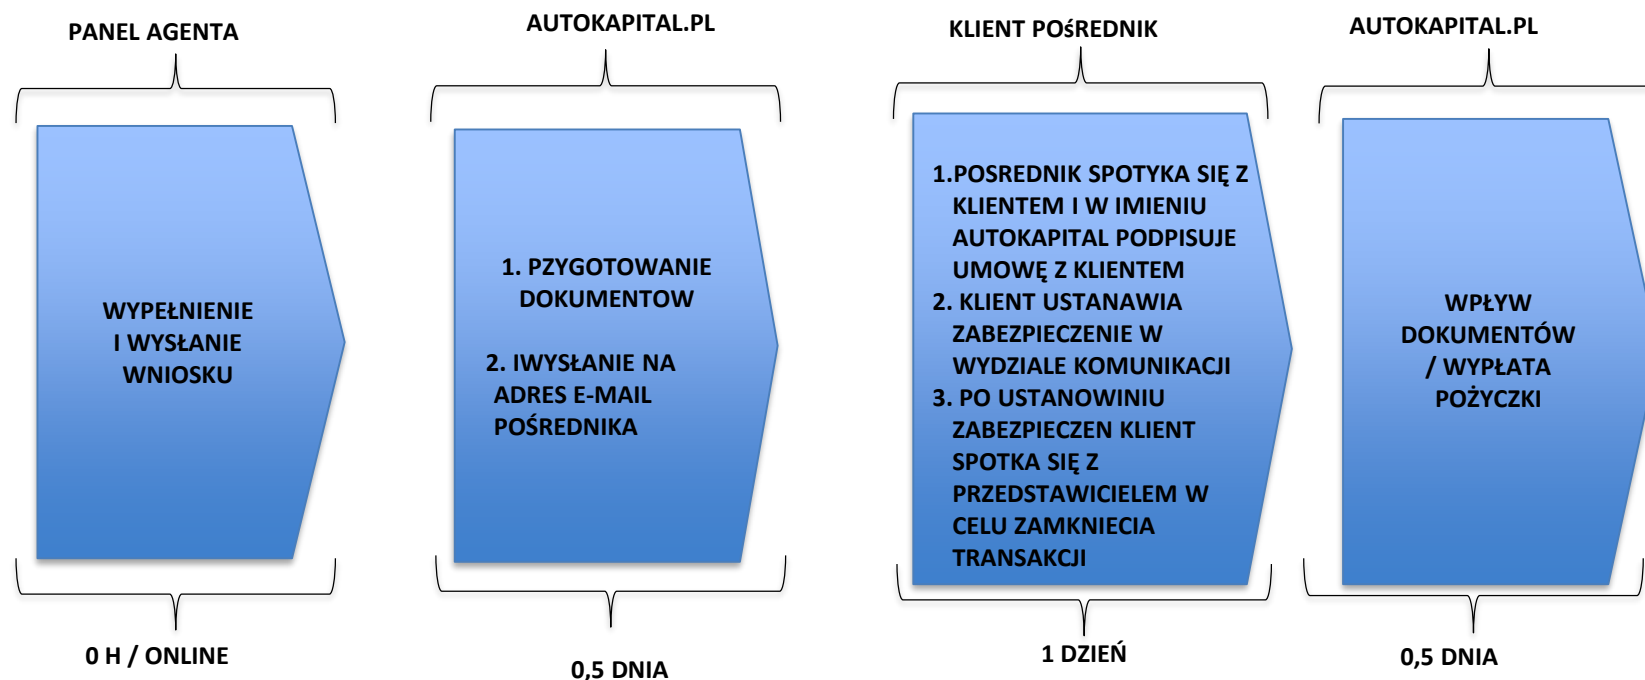 PANEL AGENTA
AUTOKAPITAL.PL
KLIENT POśREDNIK
AUTOKAPITAL.PL
WYPEŁNIENIE
I WYSŁANIE
WNIOSKU
1. PZYGOTOWANIE
DOKUMENTOW
2. IWYSŁANIE NA
ADRES E-MAIL
POŚREDNIKA
1.POSREDNIK SPOTYKA SIĘ Z
KLIENTEM I W IMIENIU
AUTOKAPITAL PODPISUJE
UMOWĘ Z KLIENTEM
2. KLIENT USTANAWIA
ZABEZPIECZENIE W
WYDZIALE KOMUNIKACJI
3. PO USTANOWINIU
ZABEZPIECZEN KLIENT
SPOTKA SIĘ Z
PRZEDSTAWICIELEM W
CELU ZAMKNIECIA
TRANSAKCJI
WPŁYW
DOKUMENTÓW
/ WYPŁATA
POŻYCZKI
0 H / ONLINE
0,5 DNIA
1 DZIEŃ
0,5 DNIA